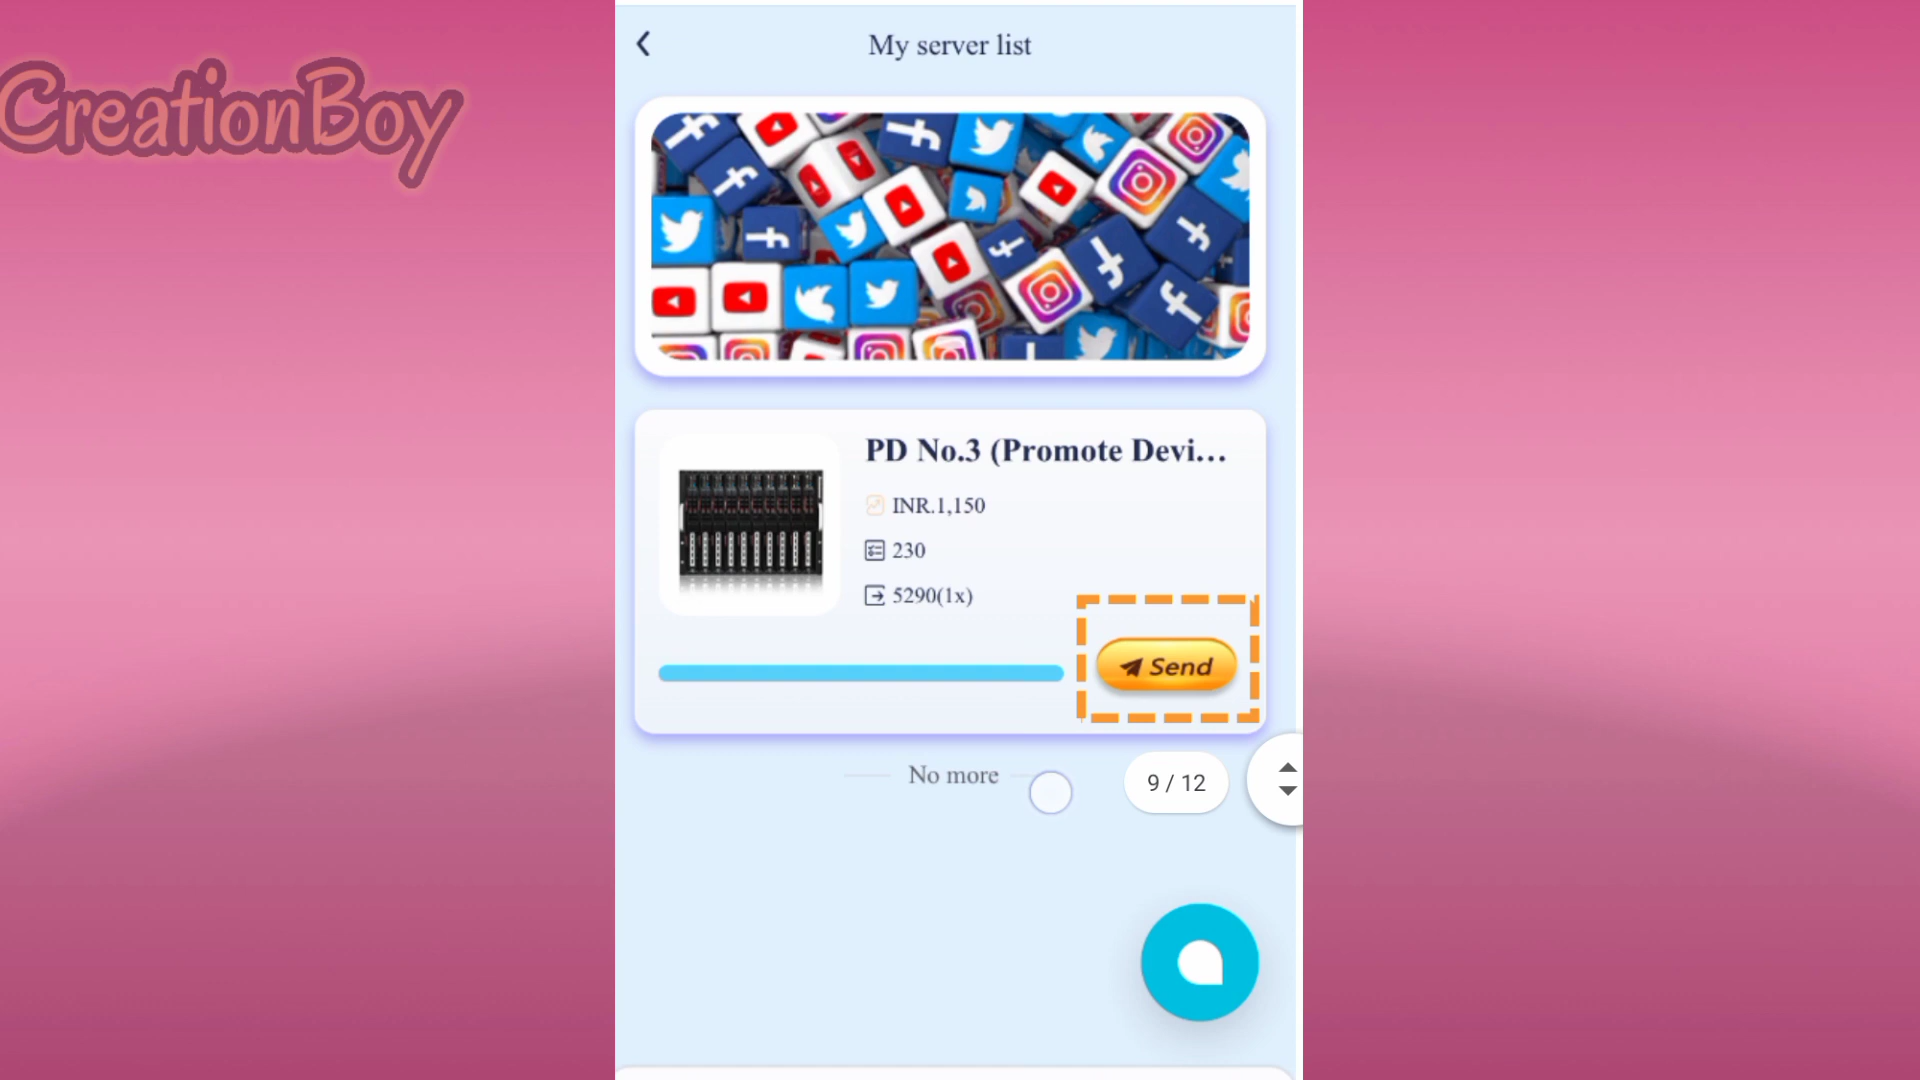 CreationBoy
My server list
PD No.3 (Promote Devi...
INR.1,150
230
5290(1x)
Send
No more
9 / 12